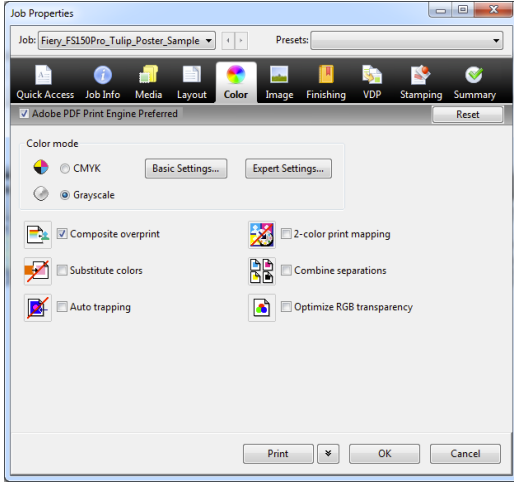 Job Properties
Job: Fiery_FS150Pro_Tulip_Poster_Sample Presets:
Quick Access Job Info Media Layout Color Image Finishing VDP Stamping Summary
Adobe PDF Print Engine Preferred Reset
Color mode
CMYK Basic Settings... Expert Settings...
Grayscale
Composite overprint 2-color print mapping
Substitute colors Combine separations
Auto trapping Optimize RGB transparency
Print OK Cancel